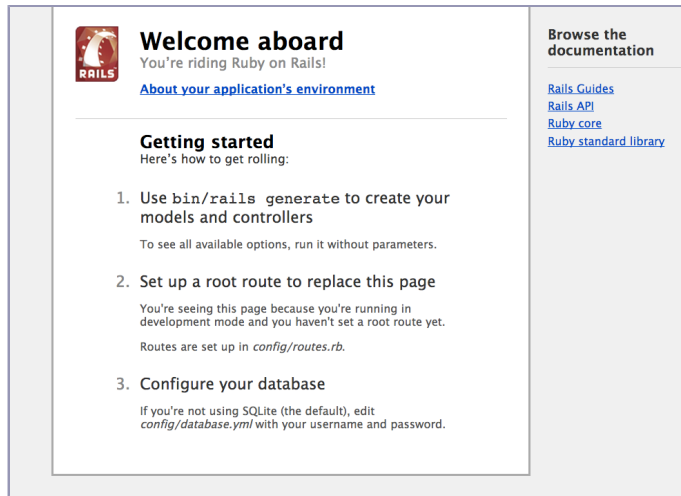 RAILS
Welcome aboard
You're riding Ruby on Rails!
About your application's environment
Getting started
Here's how to get rolling:
1. Use bin/rails generate to create your
models and controllers
To see all available options, run it without parameters.
2. Set up a root route to replace this page
You're seeing this page because you're running in
development mode and you haven't set a root route yet.
Routes are set up in config/routes.rb.
3. Configure your database
If you're not using SQLite (the default), edit
config/database.yml with your username and password.
Browse the
documentation
Rails Guides
Rails API
Ruby core
Ruby standard library